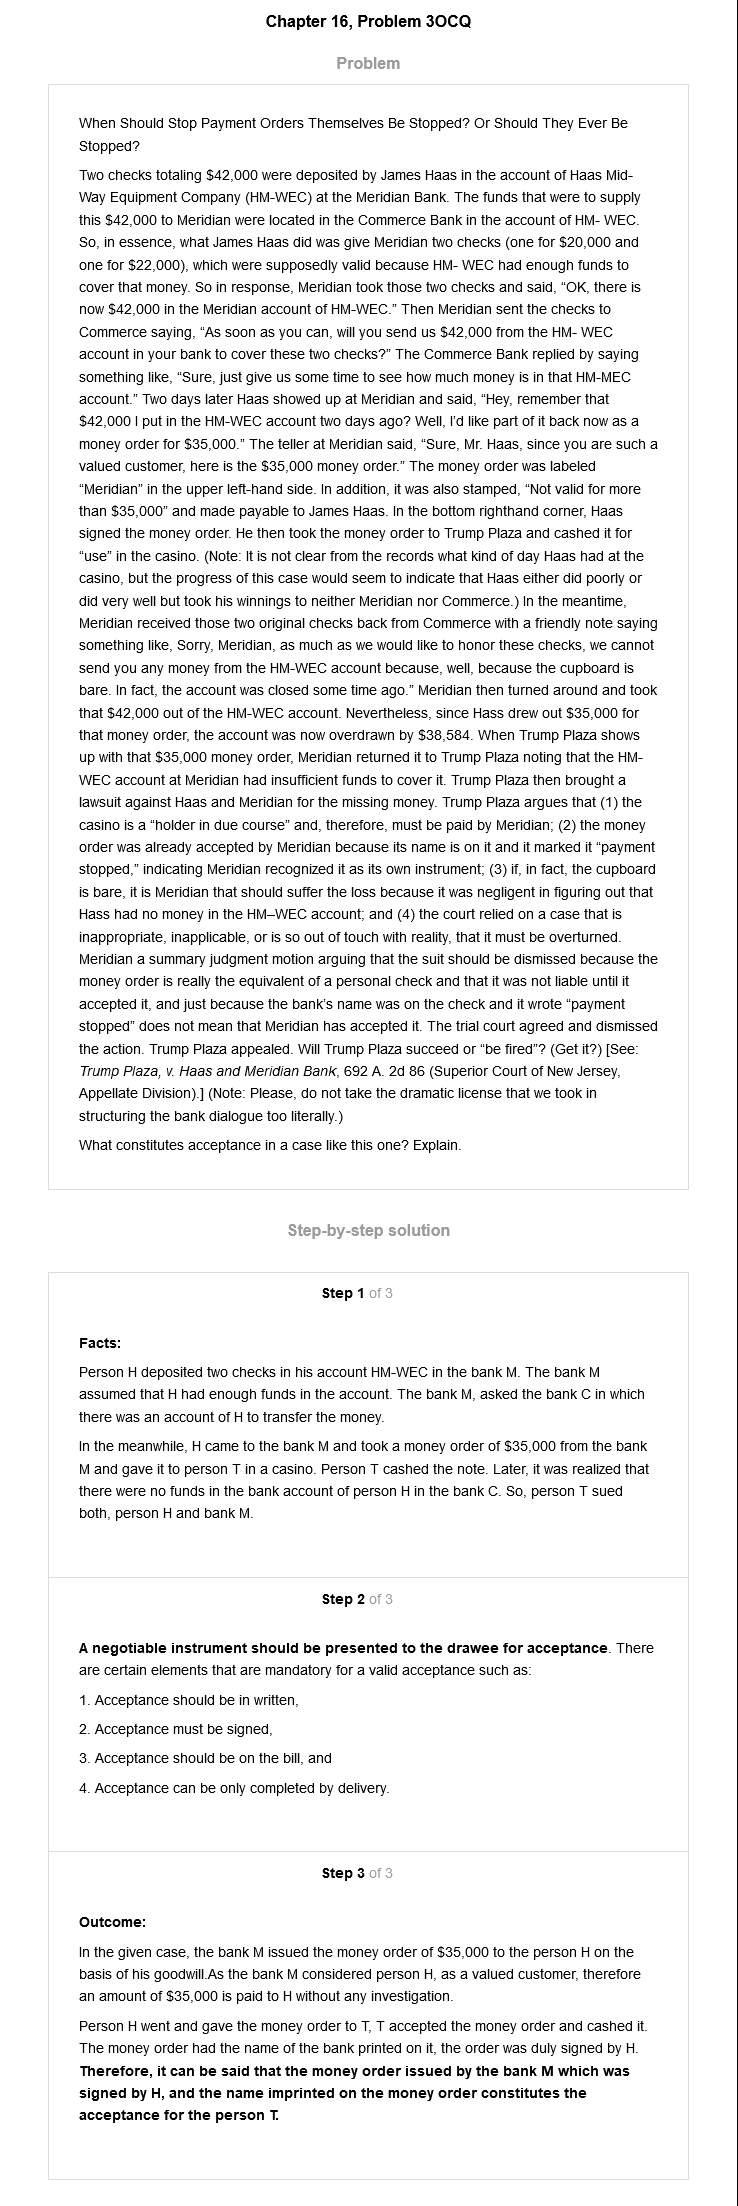 Chapter 16, Problem 3OCQ
Problem
When Should Stop Payment Orders Themselves Be Stopped? Or Should They Ever Be
Stopped?
Two checks totaling $42,000 were deposited by James Haas in the account of Haas Mid-
Way Equipment Company (HM-WEC) at the Meridian Bank. The funds that were to supply
this $42,000 to Meridian were located in the Commerce Bank in the account of HM- WEC.
So, in essence, what James Haas did was give Meridian two checks (one for $20,000 and
one for $22,000), which were supposedly valid because HM- WEC had enough funds to
cover that money. So in response, Meridian took those two checks and said, “OK, there is
now $42,000 in the Meridian account of HM-WEC.” Then Meridian sent the checks to
Commerce saying, “As soon as you can, will you send us $42,000 from the HM- WEC
account in your bank to cover these two checks?” The Commerce Bank replied by saying
something like, “Sure, just give us some time to see how much money is in that HM-MEC
account.” Two days later Haas showed up at Meridian and said, “Hey, remember that
$42,000 I put in the HM-WEC account two days ago? Well, I’d like part of it back now as a
money order for $35,000.” The teller at Meridian said, “Sure, Mr. Haas, since you are such a
valued customer, here is the $35,000 money order.” The money order was labeled
“Meridian” in the upper left-hand side. In addition, it was also stamped, “Not valid for more
than $35,000” and made payable to James Haas. In the bottom righthand corner, Haas
signed the money order. He then took the money order to Trump Plaza and cashed it for
“use” in the casino. (Note: It is not clear from the records what kind of day Haas had at the
casino, but the progress of this case would seem to indicate that Haas either did poorly or
did very well but took his winnings to neither Meridian nor Commerce.) In the meantime,
Meridian received those two original checks back from Commerce with a friendly note saying
something like, Sorry, Meridian, as much as we would like to honor these checks, we cannot
send you any money from the HM-WEC account because, well, because the cupboard is
bare. In fact, the account was closed some time ago.” Meridian then turned around and took
that $42,000 out of the HM-WEC account. Nevertheless, since Hass drew out $35,000 for
that money order, the account was now overdrawn by $38,584. When Trump Plaza shows
up with that $35,000 money order, Meridian returned it to Trump Plaza noting that the HM-
WEC account at Meridian had insufficient funds to cover it. Trump Plaza then brought a
lawsuit against Haas and Meridian for the missing money. Trump Plaza argues that (1) the
casino is a “holder in due course” and, therefore, must be paid by Meridian; (2) the money
order was already accepted by Meridian because its name is on it and it marked it “payment
stopped,” indicating Meridian recognized it as its own instrument; (3) if, in fact, the cupboard
is bare, it is Meridian that should suffer the loss because it was negligent in figuring out that
Hass had no money in the HM–WEC account; and (4) the court relied on a case that is
inappropriate, inapplicable, or is so out of touch with reality, that it must be overturned.
Meridian a summary judgment motion arguing that the suit should be dismissed because the
money order is really the equivalent of a personal check and that it was not liable until it
accepted it, and just because the bank’s name was on the check and it wrote “payment
stopped” does not mean that Meridian has accepted it. The trial court agreed and dismissed
the action. Trump Plaza appealed. Will Trump Plaza succeed or “be fired”? (Get it?) [See:
Trump Plaza, v. Haas and Meridian Bank, 692 A. 2d 86 (Superior Court of New Jersey,
Appellate Division).] (Note: Please, do not take the dramatic license that we took in
structuring the bank dialogue too literally.)
What constitutes acceptance in a case like this one? Explain.
Step-by-step solution
Step 1 of 3
Facts:
Person H deposited two checks in his account HM-WEC in the bank M. The bank M
assumed that H had enough funds in the account. The bank M, asked the bank C in which
there was an account of H to transfer the money.
In the meanwhile, H came to the bank M and took a money order of $35,000 from the bank
M and gave it to person T in a casino. Person T cashed the note. Later, it was realized that
there were no funds in the bank account of person H in the bank C. So, person T sued
both, person H and bank M.
Step 2 of 3
A negotiable instrument should be presented to the drawee for acceptance. There
are certain elements that are mandatory for a valid acceptance such as:
1. Acceptance should be in written,
2. Acceptance must be signed,
3. Acceptance should be on the bill, and
4. Acceptance can be only completed by delivery.
Step 3 of 3
Outcome:
In the given case, the bank M issued the money order of $35,000 to the person H on the
basis of his goodwill.As the bank M considered person H, as a valued customer, therefore
an amount of $35,000 is paid to H without any investigation.
Person H went and gave the money order to T, T accepted the money order and cashed it.
The money order had the name of the bank printed on it, the order was duly signed by H.
Therefore, it can be said that the money order issued by the bank M which was
signed by H, and the name imprinted on the money order constitutes the
acceptance for the person T.